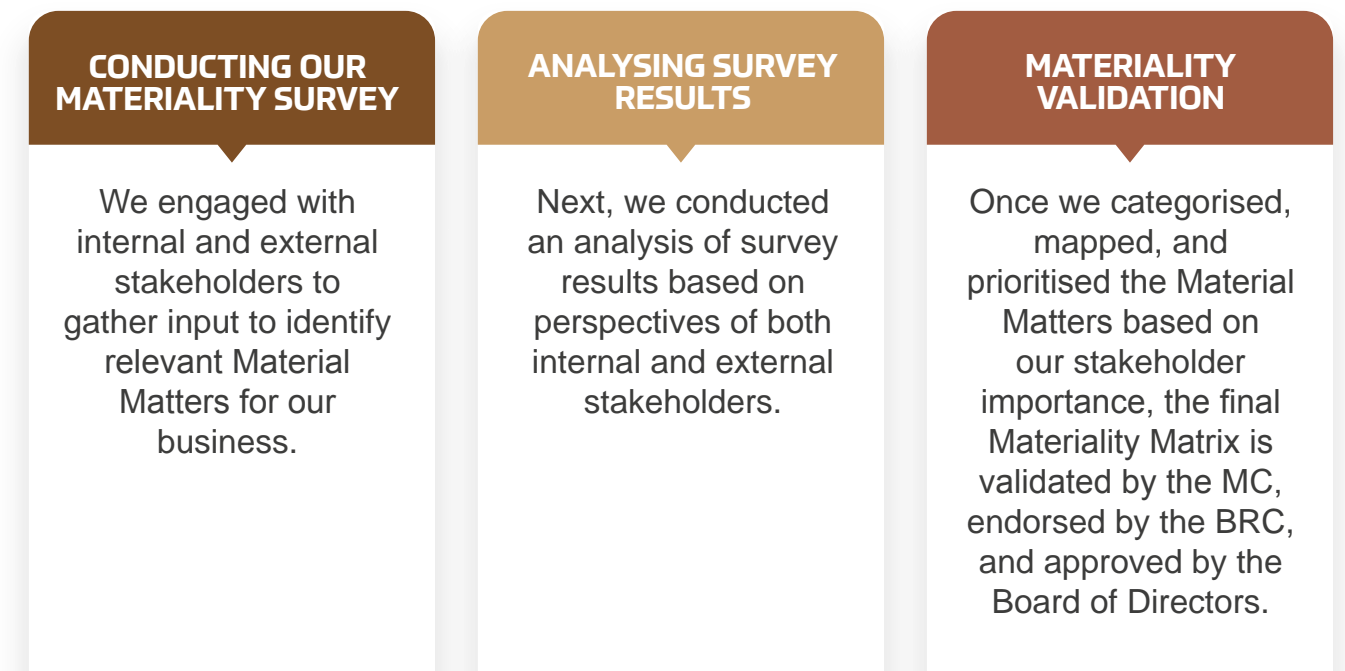 CONDUCTING OUR
MATERIALITY SURVEY
We engaged with
internal and external
stakeholders to
gather input to identify
relevant Material
Matters for our
business.
ANALYSING SURVEY
RESULTS
Next, we conducted
an analysis of survey
results based on
perspectives of both
internal and external
stakeholders.
MATERIALITY
VALIDATION
Once we categorised,
mapped, and
prioritised the Material
Matters based on
our stakeholder
importance, the final
Materiality Matrix is
validated by the MC,
endorsed by the BRC,
and approved by the
Board of Directors.